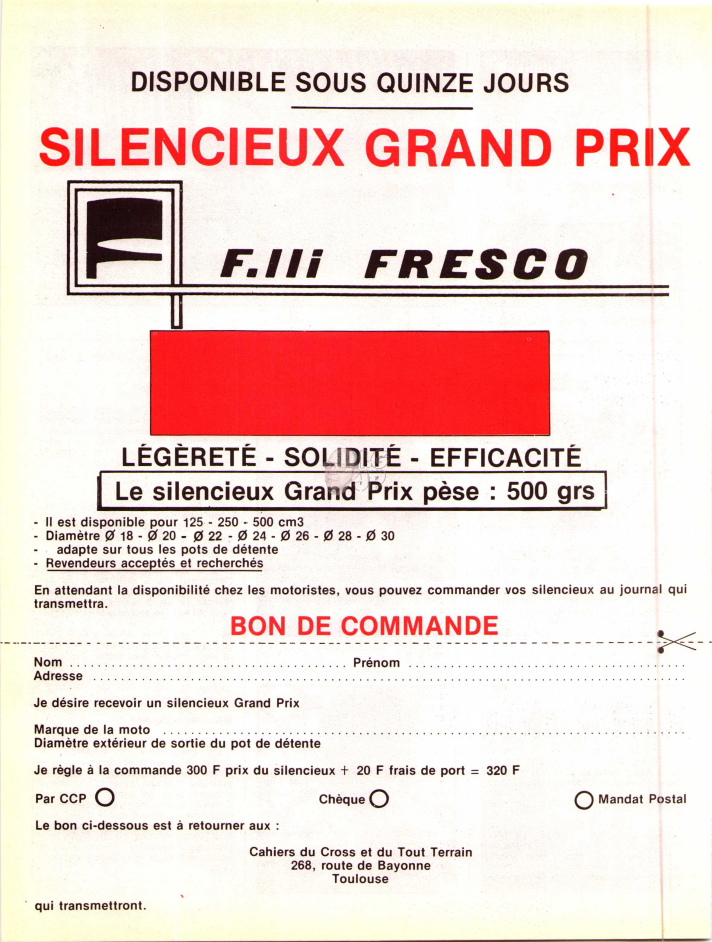 DISPONIBLE SOUS QUINZE JOURS
SILENCIEUX GRAND PRIX
F.lli FRESCO
LÉGÈRETÉ - SOLIDITÉ - EFFICACITÉ
Le silencieux Grand Prix pèse : 500 grs
- Il est disponible pour 125 - 250 - 500 cm3
- Diamètre Ø 18 - Ø 20 - Ø 22 - Ø 24 - Ø 26 - Ø 28 - Ø 30
- adapte sur tous les pots de détente
- Revendeurs acceptés et recherchés
En attendant la disponibilité chez les motoristes, vous pouvez commander vos silencieux au journal qui
transmettra.
BON DE COMMANDE
Nom ........................................ Prénom ........................................
Adresse ................................................................................
Je désire recevoir un silencieux Grand Prix
Marque de la moto ........................................................................
Diamètre extérieur de sortie du pot de détente
Je règle à la commande 300 F prix du silencieux + 20 F frais de port = 320 F
Par CCP Chèque Mandat Postal
Le bon ci-dessous est à retourner aux :
Cahiers du Cross et du Tout Terrain
268, route de Bayonne
Toulouse
qui transmettront.